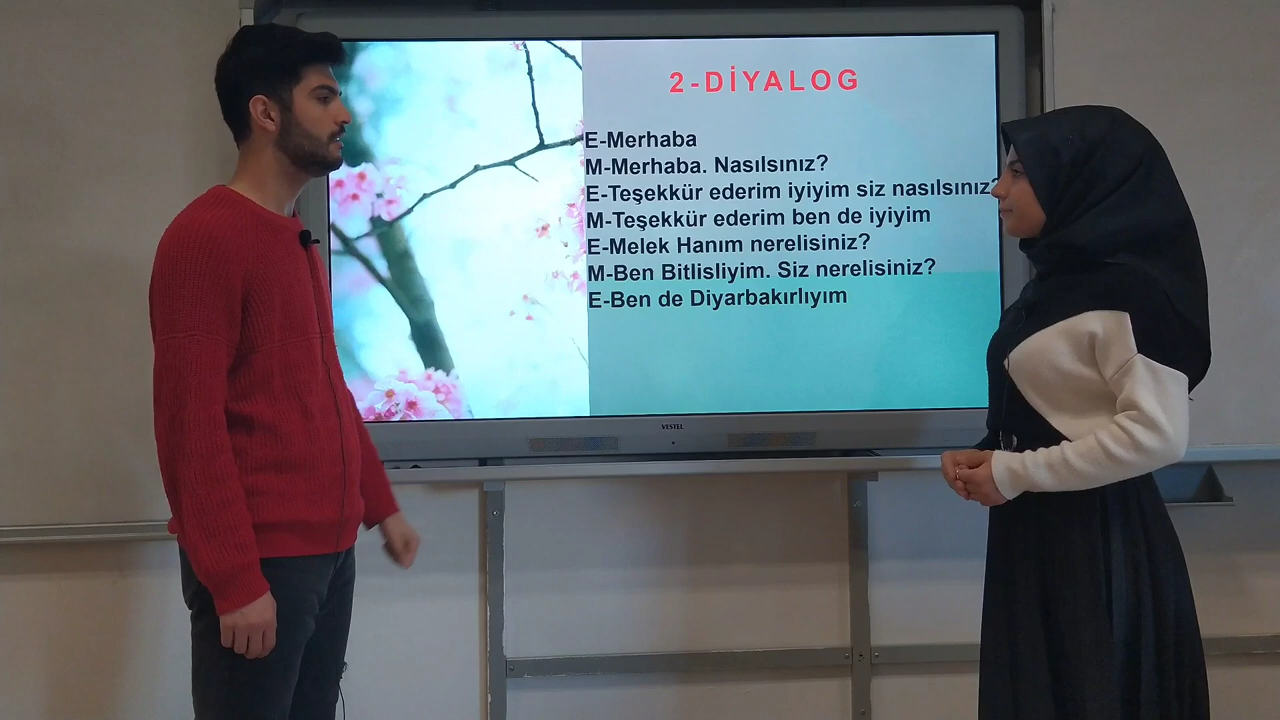 2-DİYALOG
E-Merhaba
M-Merhaba. Nasılsınız?
E-Teşekkür ederim iyiyim siz nasılsınız?
M-Teşekkür ederim ben de iyiyim
E-Melek Hanım nerelisiniz?
M-Ben Bitlisliyim. Siz nerelisiniz?
E-Ben de Diyarbakırlıyım
VESTEL